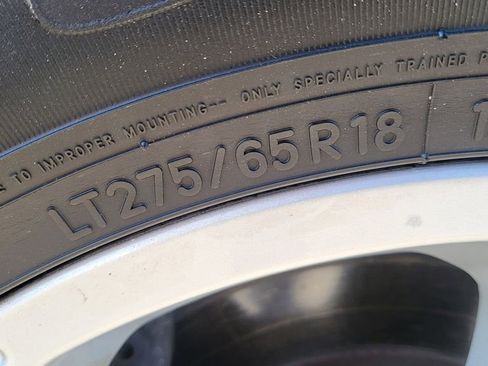 TO IMPROPER MOUNTING-- ONLY SPECIALLY TRAINED
LT275/65R18